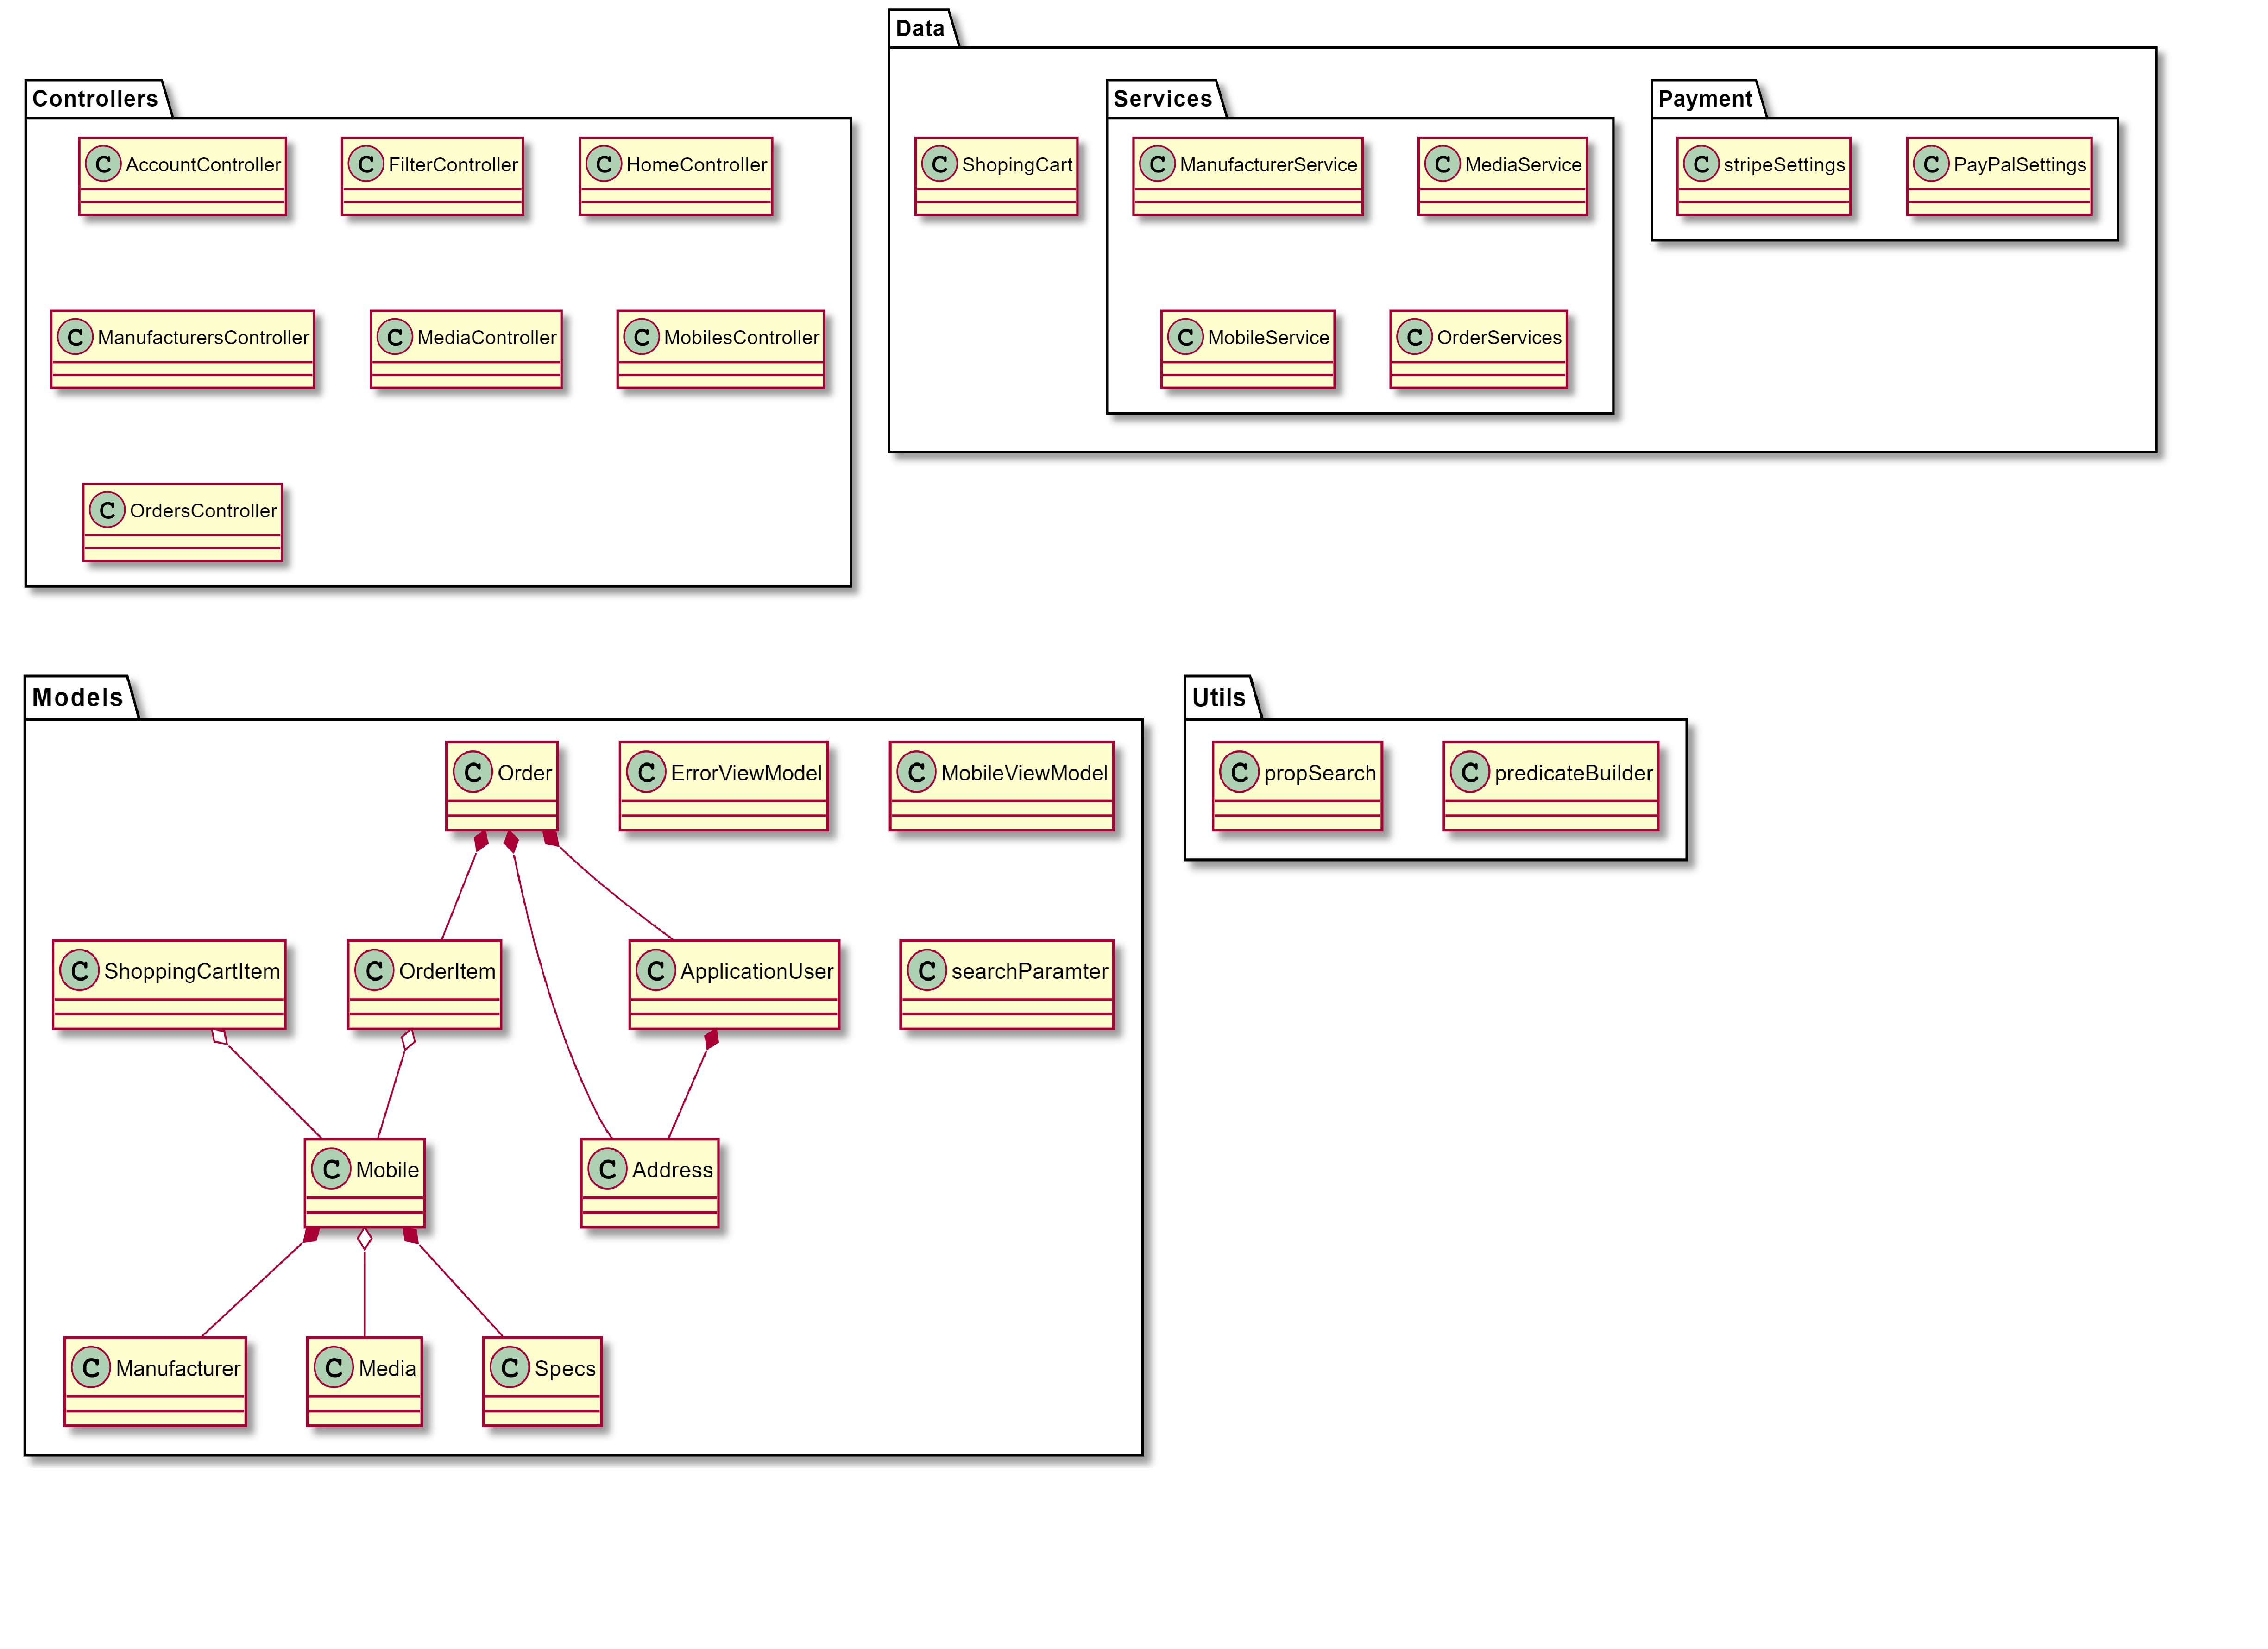 Data
Controllers
Services
Payment
C AccountController
C FilterController
C HomeController
C ShopingCart
C ManufacturerService
C MediaService
C stripeSettings
C PayPalSettings
C ManufacturersController
C MediaController
C MobilesController
C MobileService
C OrderServices
C OrdersController
Models
Utils
C Order
C ErrorViewModel
C MobileViewModel
C propSearch
C predicateBuilder
C ShoppingCartItem
C OrderItem
C ApplicationUser
C searchParamter
C Mobile
C Address
C Manufacturer
C Media
C Specs